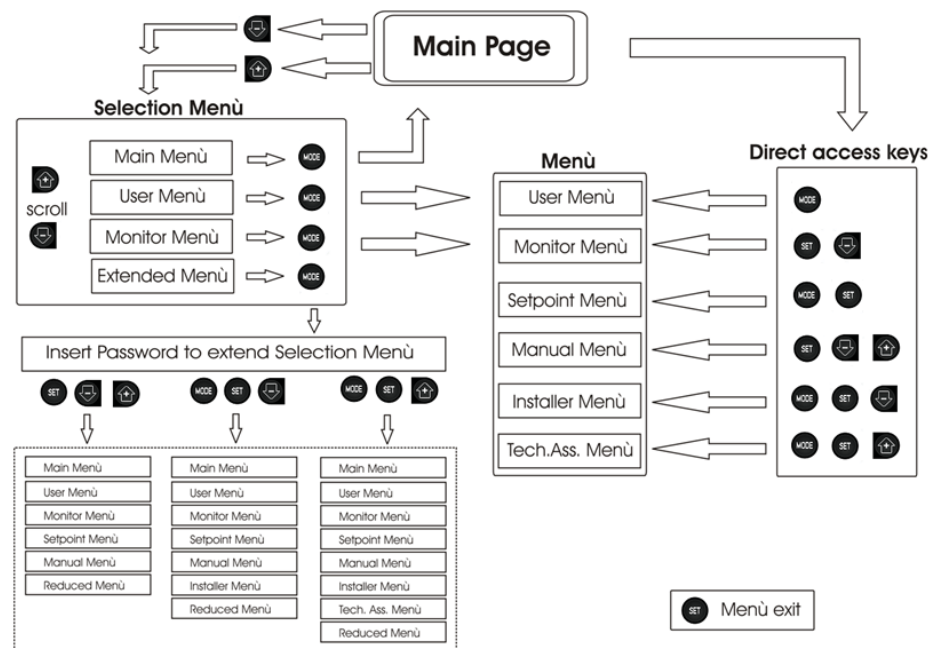 Main Page
Selection Menù
Main Menù
MODE
User Menù
MODE
scroll
Monitor Menù
MODE
Extended Menù
MODE
Insert Password to extend Selection Menù
SET
MODE SET
MODE SET
Main Menù
User Menù
Monitor Menù
Setpoint Menù
Manual Menù
Reduced Menù
Main Menù
User Menù
Monitor Menù
Setpoint Menù
Manual Menù
Installer Menù
Reduced Menù
Main Menù
User Menù
Monitor Menù
Setpoint Menù
Manual Menù
Installer Menù
Tech. Ass. Menù
Reduced Menù
Menù
User Menù
Monitor Menù
Setpoint Menù
Manual Menù
Installer Menù
Tech.Ass. Menù
Direct access keys
MODE
SET
MODE SET
SET
MODE SET
MODE SET
SET Menù exit